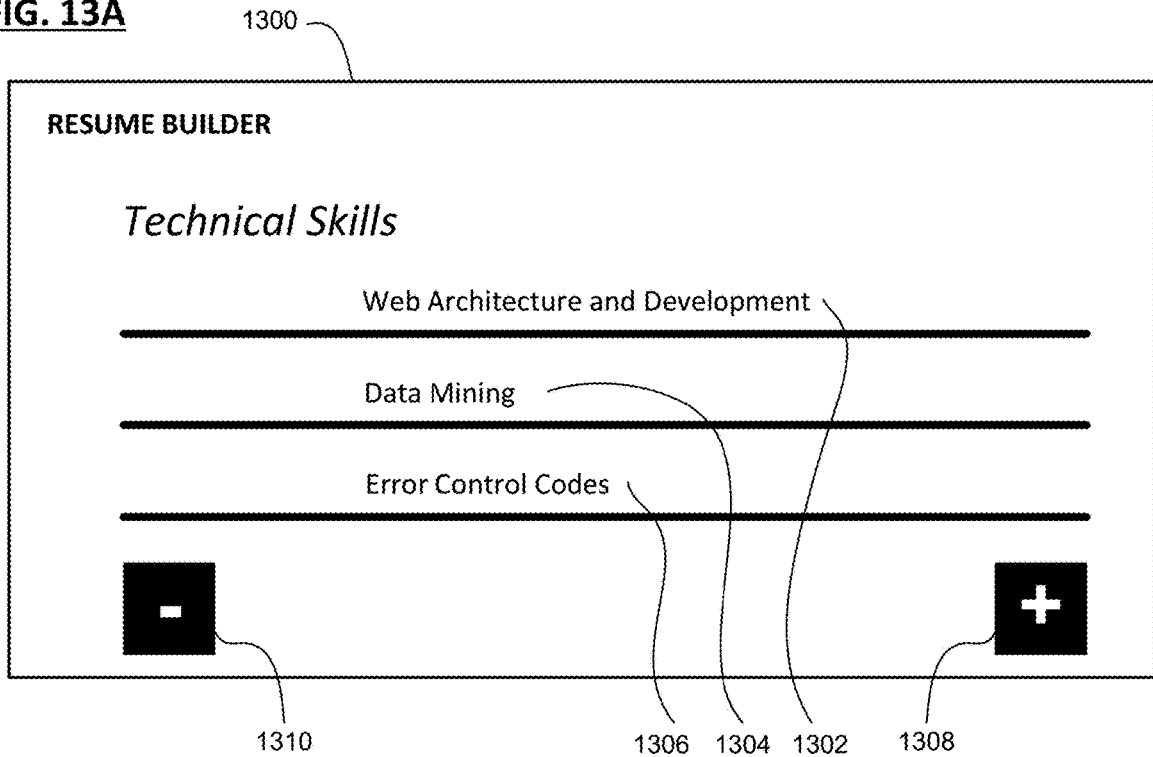 FIG. 13A
1300
RESUME BUILDER
Technical Skills
Web Architecture and Development
Data Mining
Error Control Codes
- +
1310 1306 1304 1302 1308